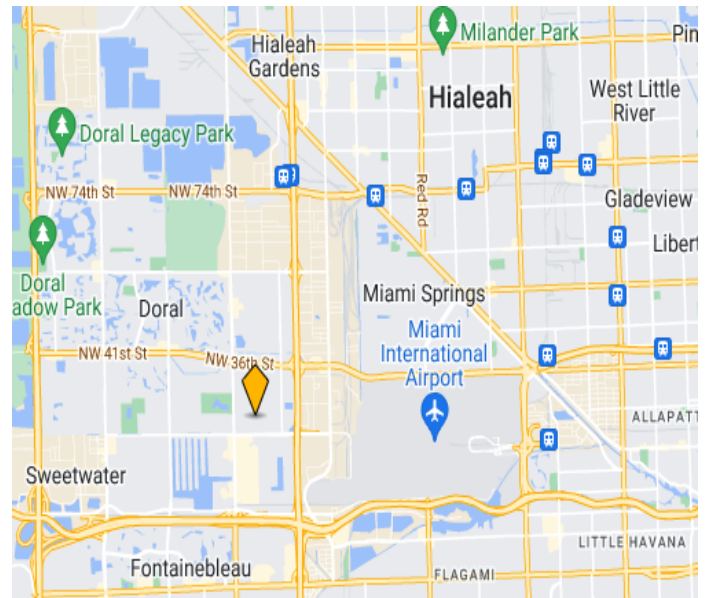 Milander Park
Pin
Hialeah
Gardens
Hialeah
West Little
River
Doral Legacy Park
NW 74th St
NW 74th St
Red Rd
Gladeview
Libert
Doral
adow Park
Doral
Miami Springs
Miami
International
Airport
NW 41st St
NW 36th St
ALLAPATT
Sweetwater
LITTLE HAVANA
Fontainebleau
FLAGAMI